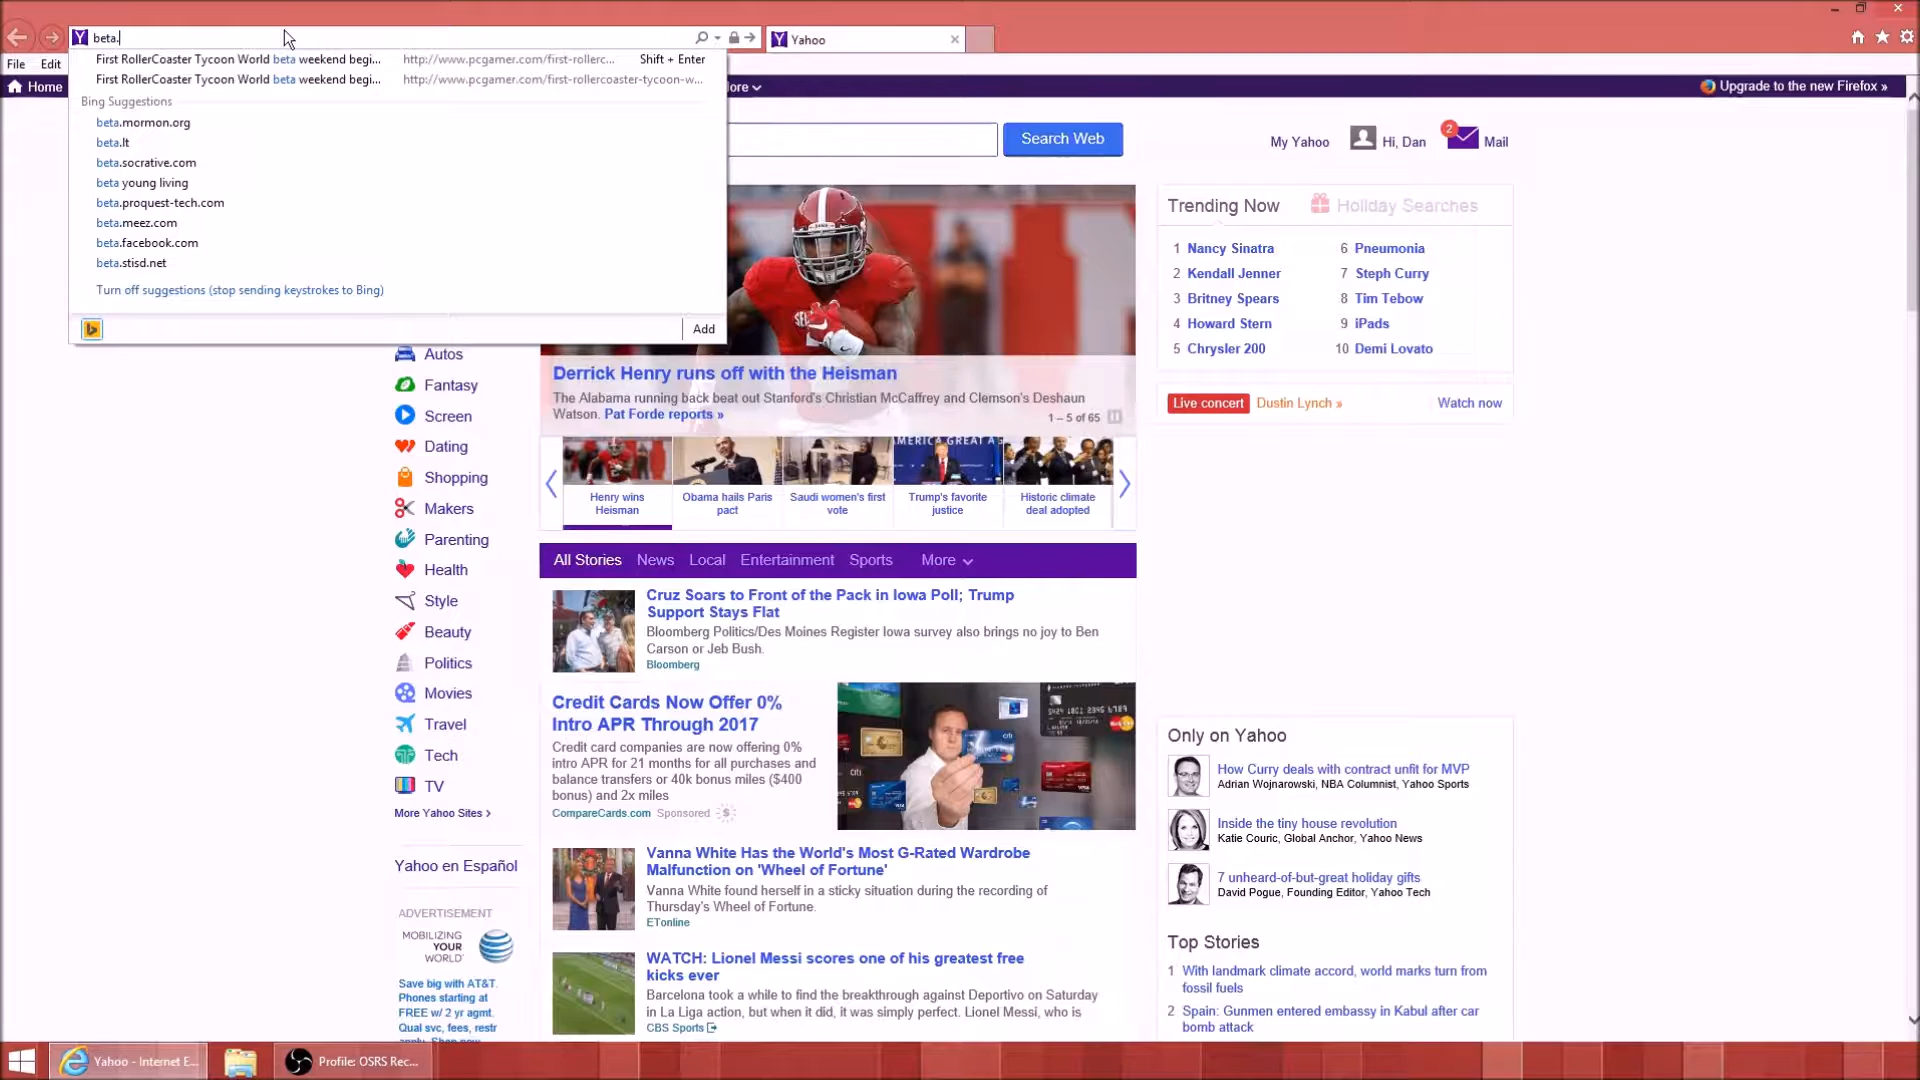 beta.
Yahoo
First RollerCoaster Tycoon World beta weekend begi... http://www.pcgamer.com/first-rollerc... Shift + Enter
First RollerCoaster Tycoon World beta weekend begi... http://www.pcgamer.com/first-rollercoaster-tycoon-w...
File Edit
Bing Suggestions
beta.mormon.org
beta.lt
beta.socrative.com
beta young living
beta.proquest-tech.com
beta.meez.com
beta.facebook.com
beta.stisd.net
Turn off suggestions (stop sending keystrokes to Bing)
Add
Home
ore
Upgrade to the new Firefox »
Search Web
My Yahoo
Hi, Dan
2
Mail
Autos
Fantasy
Screen
Dating
Shopping
Makers
Parenting
Health
Style
Beauty
Politics
Movies
Travel
Tech
TV
More Yahoo Sites >
Yahoo en Español
ADVERTISEMENT
MOBILIZING
YOUR
WORLD
Save big with AT&T.
Phones starting at
FREE w/ 2 yr agmt.
Qual svc, fees, restr
apply. Shop now
Derrick Henry runs off with the Heisman
The Alabama running back beat out Stanford's Christian McCaffrey and Clemson's Deshaun
Watson. Pat Forde reports »
1 – 5 of 65
Henry wins
Heisman
Obama hails Paris
pact
Saudi women's first
vote
Trump's favorite
justice
Historic climate
deal adopted
All Stories News Local Entertainment Sports More
Cruz Soars to Front of the Pack in Iowa Poll; Trump
Support Stays Flat
Bloomberg Politics/Des Moines Register Iowa survey also brings no joy to Ben
Carson or Jeb Bush.
Bloomberg
Credit Cards Now Offer 0%
Intro APR Through 2017
Credit card companies are now offering 0%
intro APR for 21 months for all purchases and
balance transfers or 40k bonus miles ($400
bonus) and 2x miles
CompareCards.com Sponsored
Vanna White Has the World's Most G-Rated Wardrobe
Malfunction on 'Wheel of Fortune'
Vanna White found herself in a sticky situation during the recording of
Thursday's Wheel of Fortune.
ETonline
WATCH: Lionel Messi scores one of his greatest free
kicks ever
Barcelona took a while to find the breakthrough against Deportivo on Saturday
in La Liga action, but when it did, it was simply perfect. Lionel Messi, who is
CBS Sports
Trending Now
Holiday Searches
1 Nancy Sinatra
2 Kendall Jenner
3 Britney Spears
4 Howard Stern
5 Chrysler 200
6 Pneumonia
7 Steph Curry
8 Tim Tebow
9 iPads
10 Demi Lovato
Live concert Dustin Lynch » Watch now
Only on Yahoo
How Curry deals with contract unfit for MVP
Adrian Wojnarowski, NBA Columnist, Yahoo Sports
Inside the tiny house revolution
Katie Couric, Global Anchor, Yahoo News
7 unheard-of-but-great holiday gifts
David Pogue, Founding Editor, Yahoo Tech
Top Stories
1 With landmark climate accord, world marks turn from
fossil fuels
2 Spain: Gunmen entered embassy in Kabul after car
bomb attack
Yahoo - Internet E...
Profile: OSRS Rec...